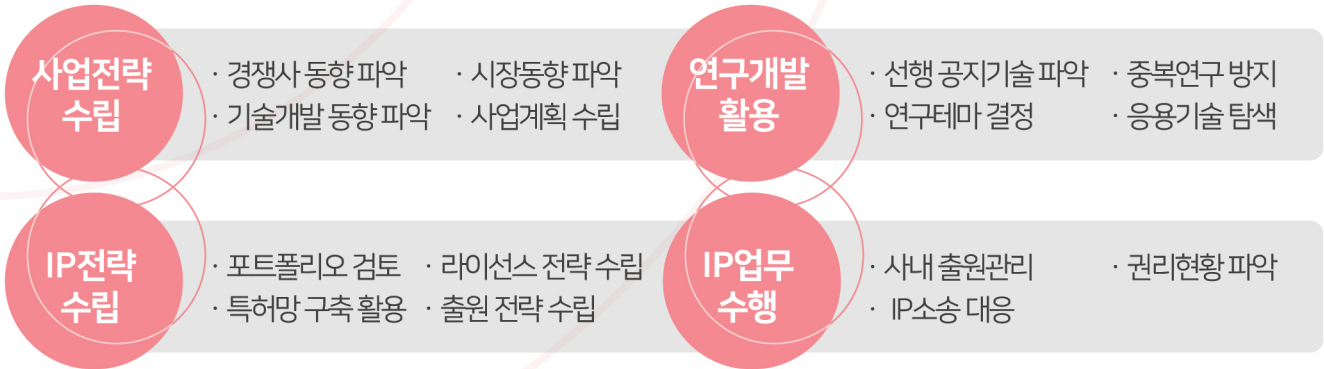 사업전략
수립
· 경쟁사 동향 파악 · 시장동향 파악
· 기술개발 동향 파악 · 사업계획 수립
연구개발
활용
· 선행 공지기술 파악 · 중복연구 방지
· 연구테마 결정 · 응용기술 탐색
IP전략
수립
· 포트폴리오 검토 · 라이선스 전략 수립
· 특허망 구축 활용 · 출원 전략 수립
IP업무
수행
· 사내 출원관리 · 권리현황 파악
· IP소송 대응